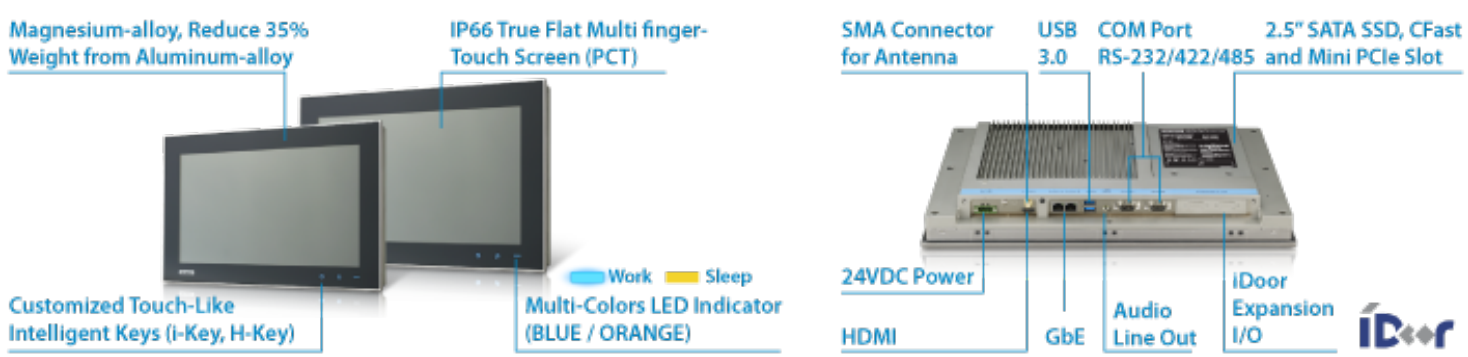 Magnesium-alloy, Reduce 35%
Weight from Aluminum-alloy
IP66 True Flat Multi finger-
Touch Screen (PCT)
Work
Sleep
Customized Touch-Like
Intelligent Keys (i-Key, H-Key)
Multi-Colors LED Indicator
(BLUE / ORANGE)
SMA Connector
for Antenna
USB
3.0
COM Port
RS-232/422/485
2.5” SATA SSD, CFast
and Mini PCIe Slot
24VDC Power
HDMI
GbE
Audio
Line Out
iDoor
Expansion
I/O
iDoor